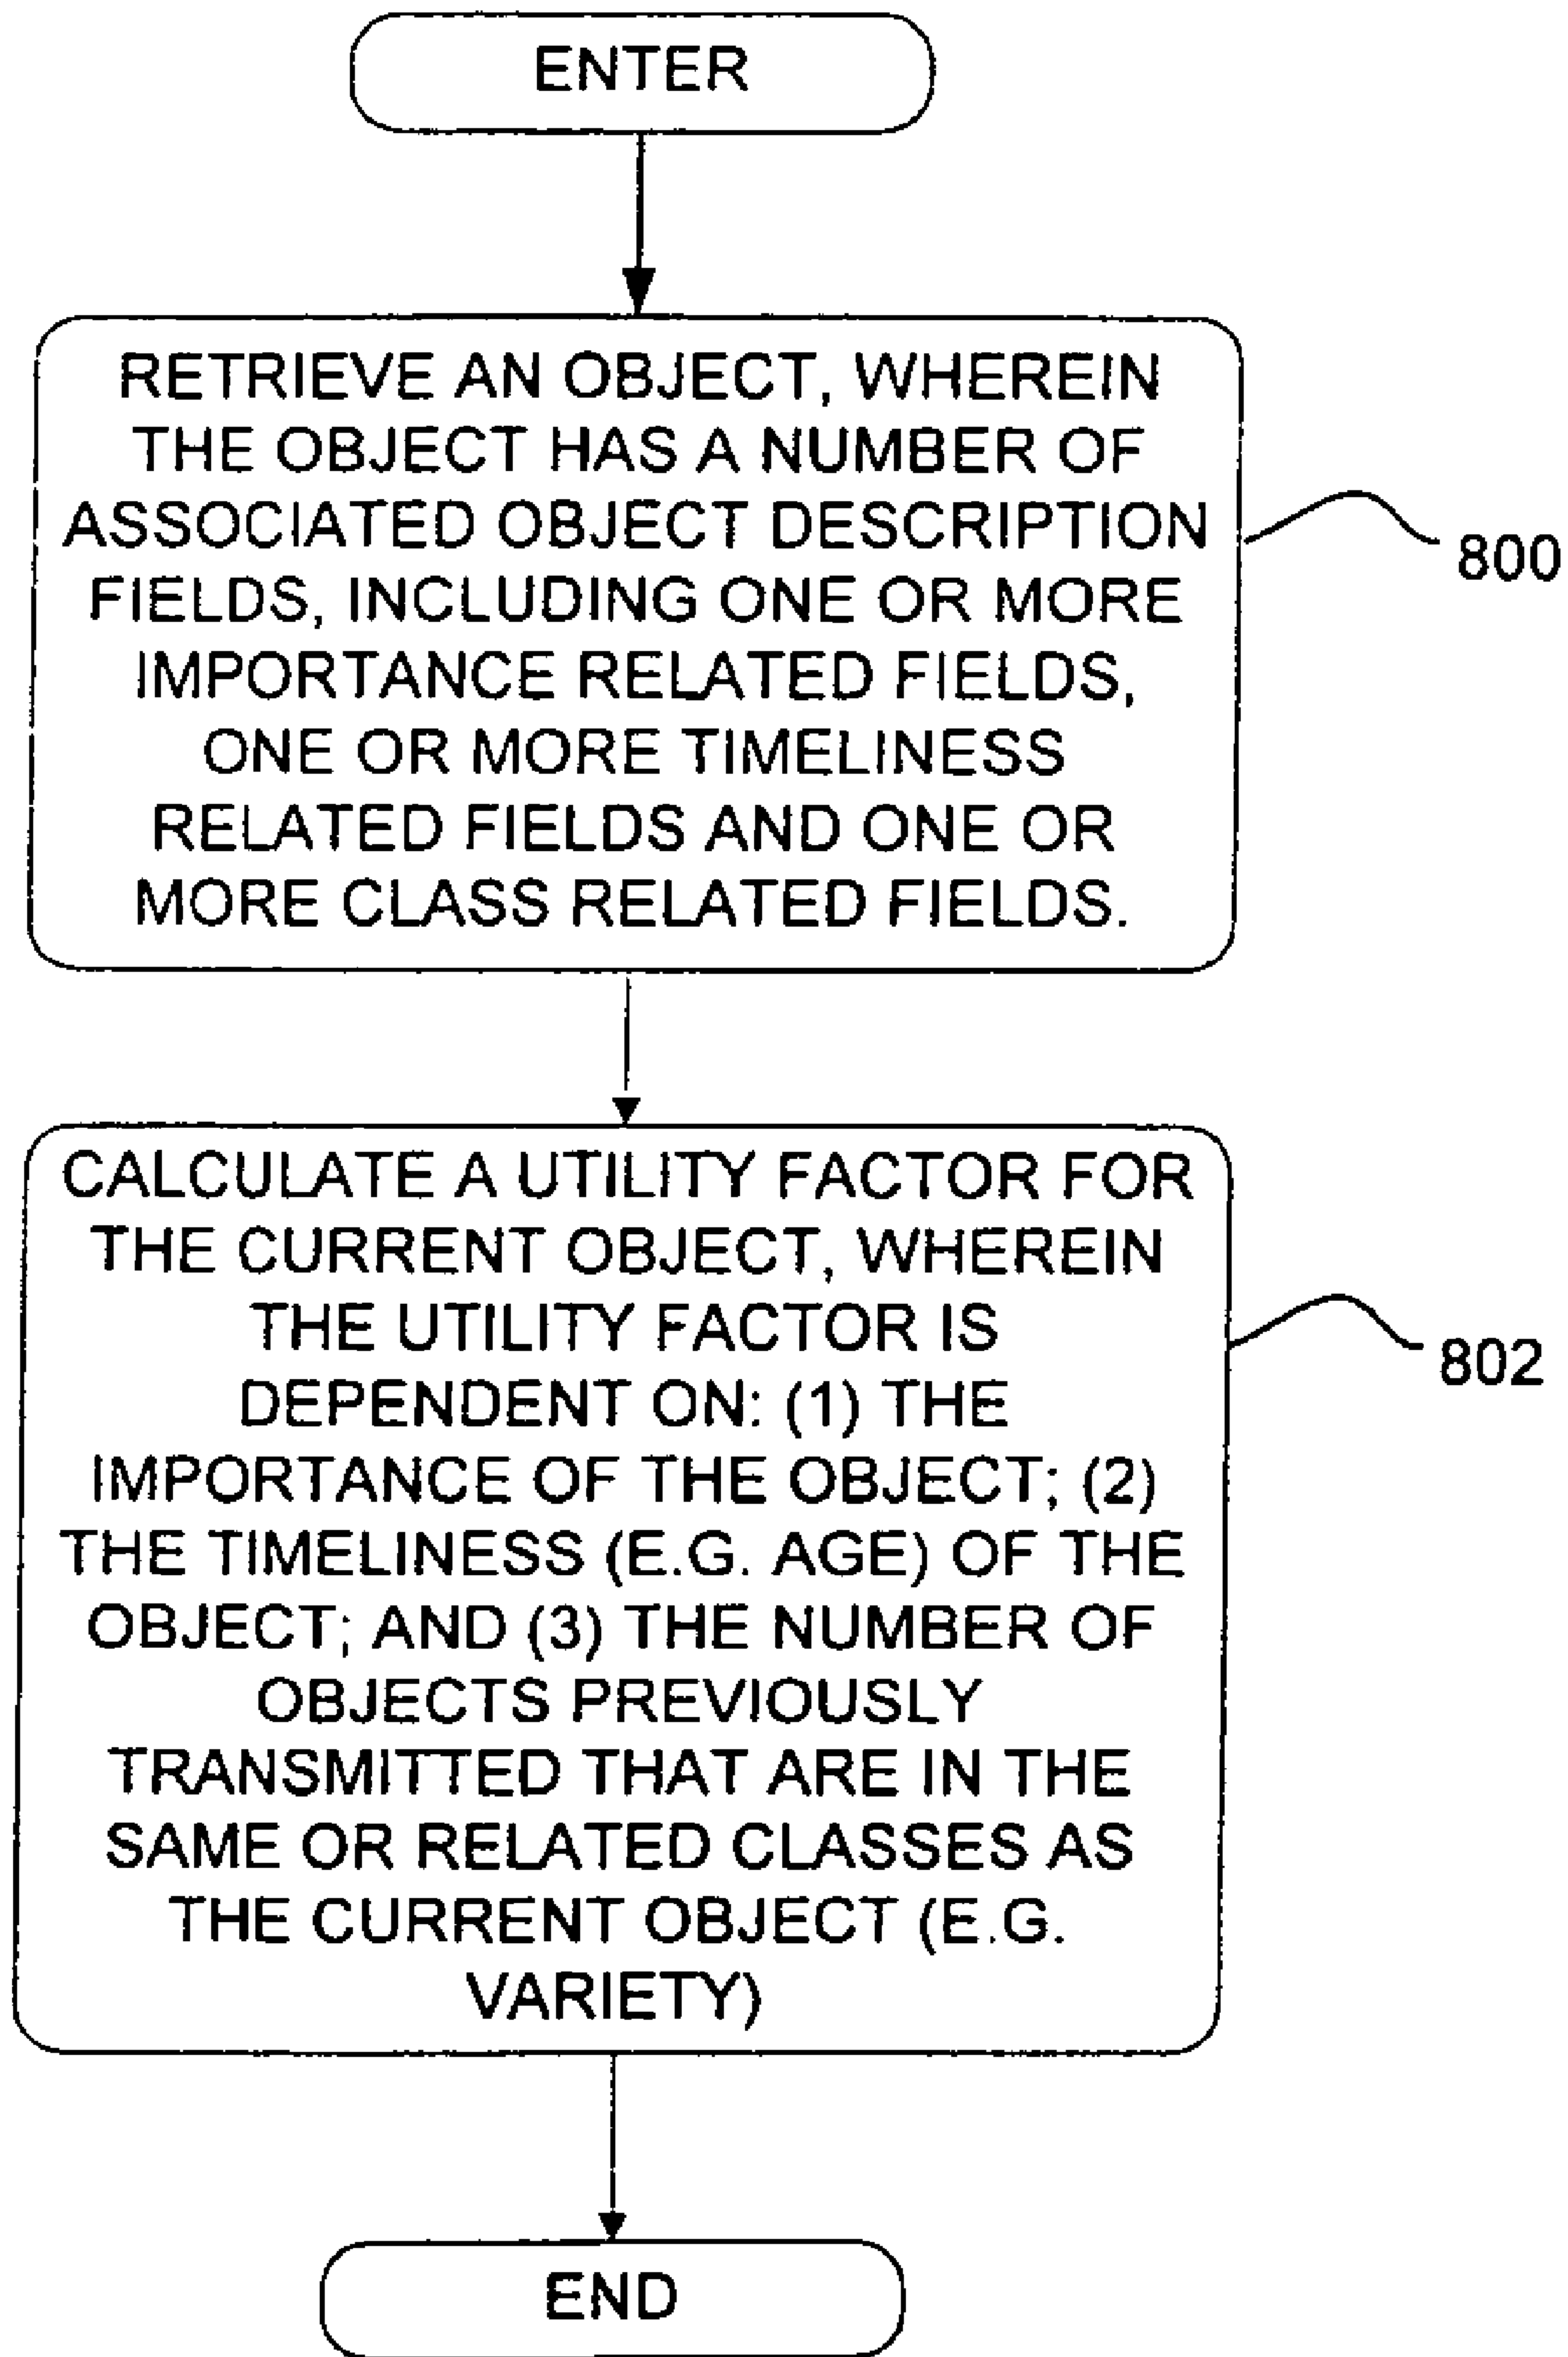 ENTER
RETRIEVE AN OBJECT, WHEREIN
THE OBJECT HAS A NUMBER OF
ASSOCIATED OBJECT DESCRIPTION
FIELDS, INCLUDING ONE OR MORE
IMPORTANCE RELATED FIELDS,
ONE OR MORE TIMELINESS
RELATED FIELDS AND ONE OR
MORE CLASS RELATED FIELDS.
800
CALCULATE A UTILITY FACTOR FOR
THE CURRENT OBJECT, WHEREIN
THE UTILITY FACTOR IS
DEPENDENT ON: (1) THE
IMPORTANCE OF THE OBJECT; (2)
THE TIMELINESS (E.G. AGE) OF THE
OBJECT; AND (3) THE NUMBER OF
OBJECTS PREVIOUSLY
TRANSMITTED THAT ARE IN THE
SAME OR RELATED CLASSES AS
THE CURRENT OBJECT (E.G.
VARIETY)
802
END